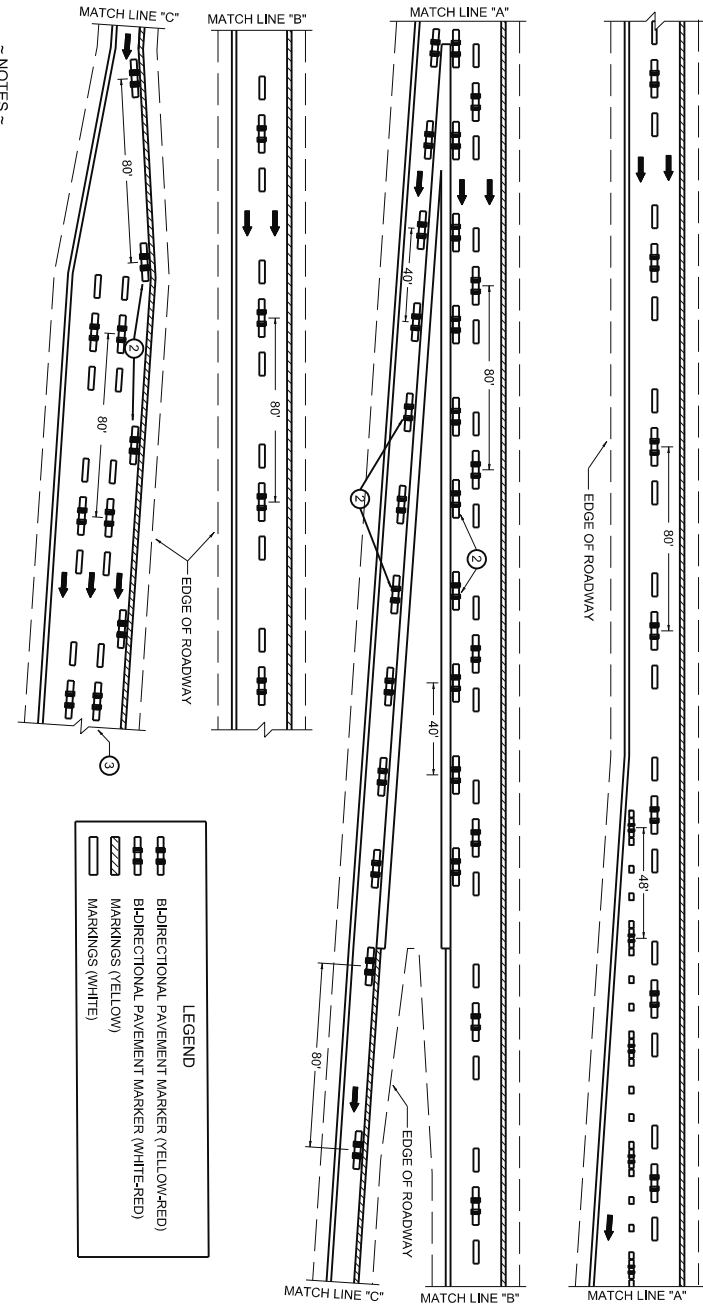 MATCH LINE "C"
MATCH LINE "B"
MATCH LINE "A"
~ NOTES ~
80'
2
80'
EDGE OF ROADWAY
3
80'
40'
80'
2
2
40'
80'
EDGE OF ROADWAY
EDGE OF ROADWAY
80'
48'
LEGEND
BI-DIRECTIONAL PAVEMENT MARKER (YELLOW-RED)
BI-DIRECTIONAL PAVEMENT MARKER (WHITE-RED)
MARKINGS (YELLOW)
MARKINGS (WHITE)
MATCH LINE "C"
MATCH LINE "B"
MATCH LINE "A"